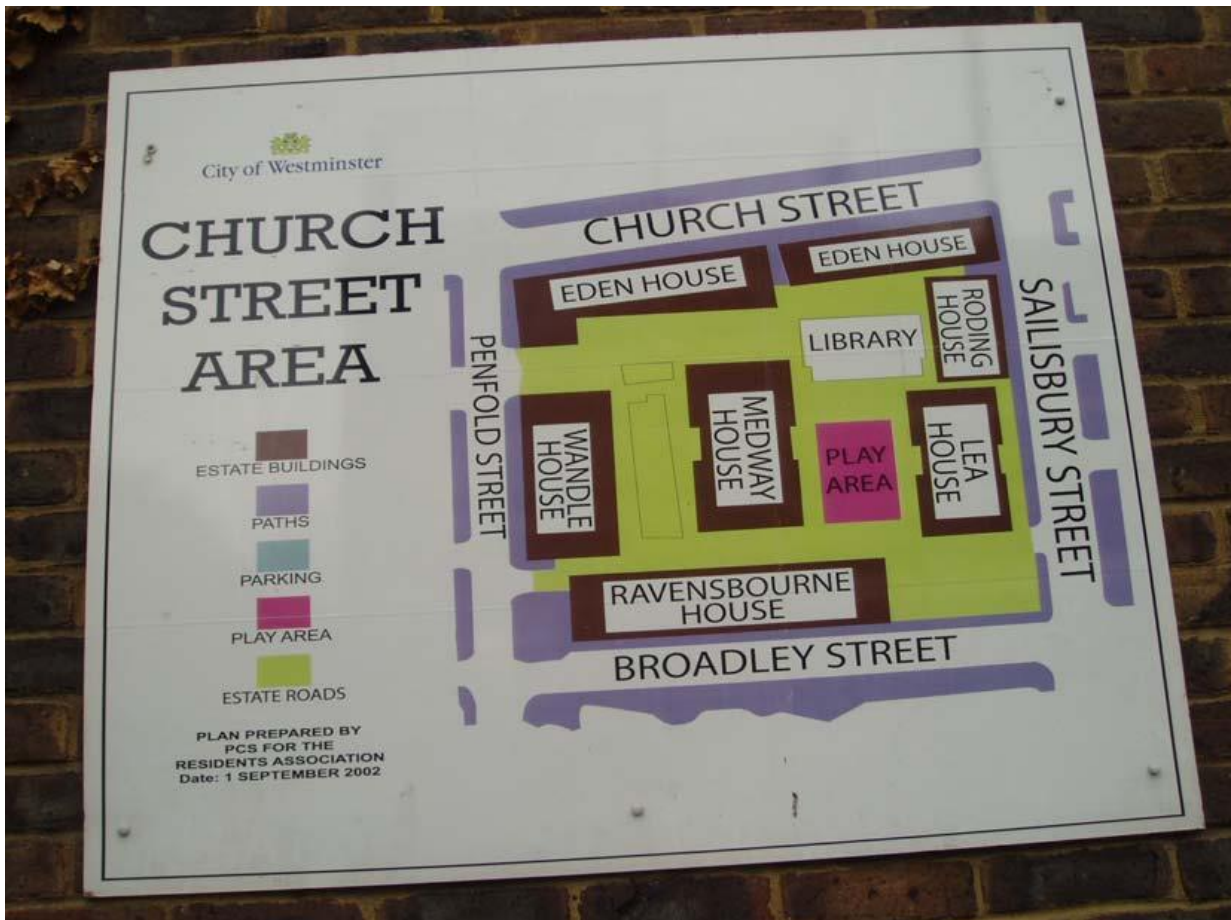 City of Westminster
CHURCH
STREET
AREA
ESTATE BUILDINGS
PATHS
PARKING
PLAY AREA
ESTATE ROADS
PLAN PREPARED BY
PCS FOR THE
RESIDENTS ASSOCIATION
Date: 1 SEPTEMBER 2002
CHURCH STREET
EDEN HOUSE
EDEN HOUSE
RODING
HOUSE
LIBRARY
PENFOLD STREET
SAILISBURY STREET
WANDLE
HOUSE
MEDWAY
HOUSE
PLAY
AREA
LEA
HOUSE
RAVENSBOURNE
HOUSE
BROADLEY STREET